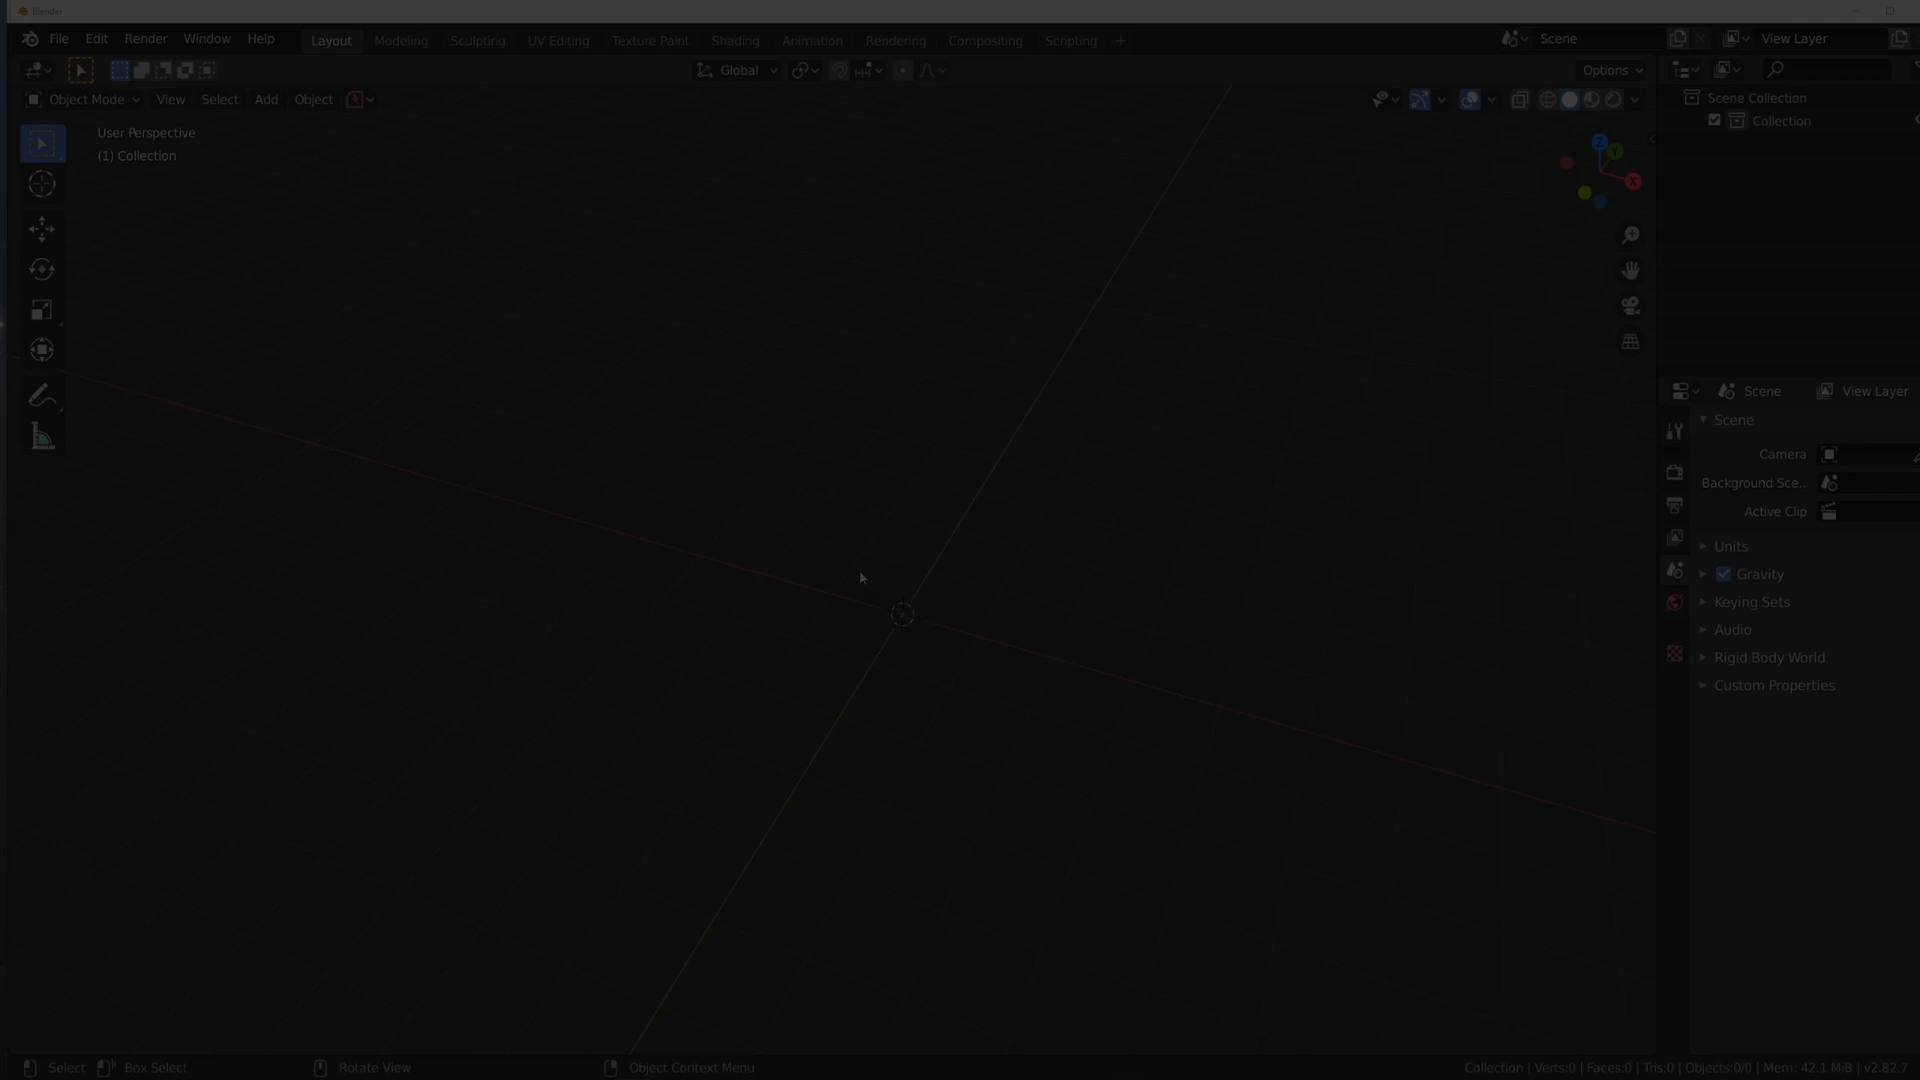 Blender
File Edit Render Window Help Layout Modeling Sculpting UV Editing Texture Paint Shading Animation Rendering Compositing Scripting + Scene View Layer
Global Options
Object Mode View Select Add Object
User Perspective
(1) Collection
Z
Y
X
Scene Collection
Collection
Scene View Layer
Scene
Camera
Background Sce..
Active Clip
Units
Gravity
Keying Sets
Audio
Rigid Body World
Custom Properties
Select Box Select Rotate View Object Context Menu Collection | Verts:0 | Faces:0 | Tris:0 | Objects:0/0 | Mem: 42.1 MiB | v2.82.7